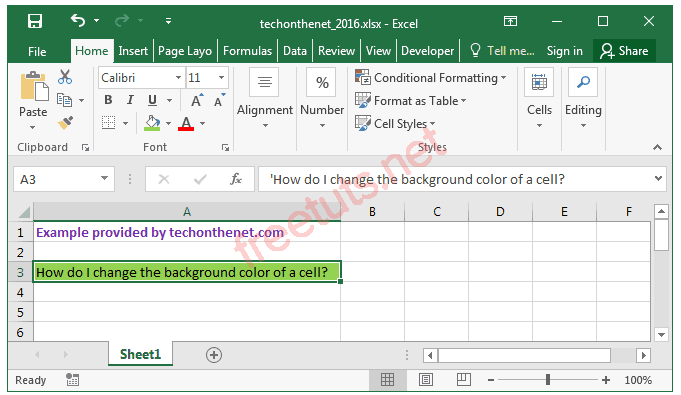 techonthenet_2016.xlsx - Excel
File Home Insert Page Layo Formulas Data Review View Developer Tell me... Sign in Share
Calibri 11
Conditional Formatting
Format as Table
Cell Styles
Paste B I U A A A Alignment % Number Cells Editing
Clipboard Font Styles
A3 fx 'How do I change the background color of a cell?
A B C D E F
1 Example provided by techonthenet.com
2
3 How do I change the background color of a cell?
4
5
6
Sheet1
Ready 100%
freetuts.net